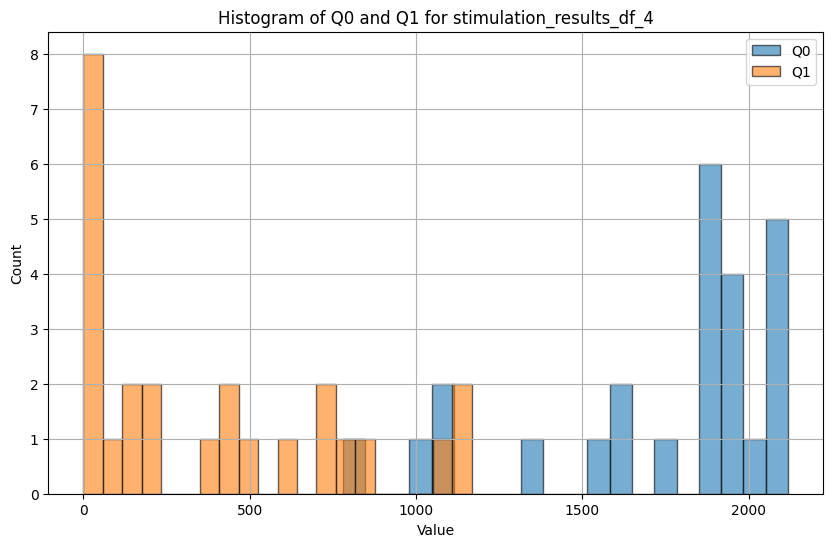 Histogram of Q0 and Q1 for stimulation_results_df_4
Q0
Q1
Count
8
7
6
5
4
3
2
1
0
0
500
1000
1500
2000
Value